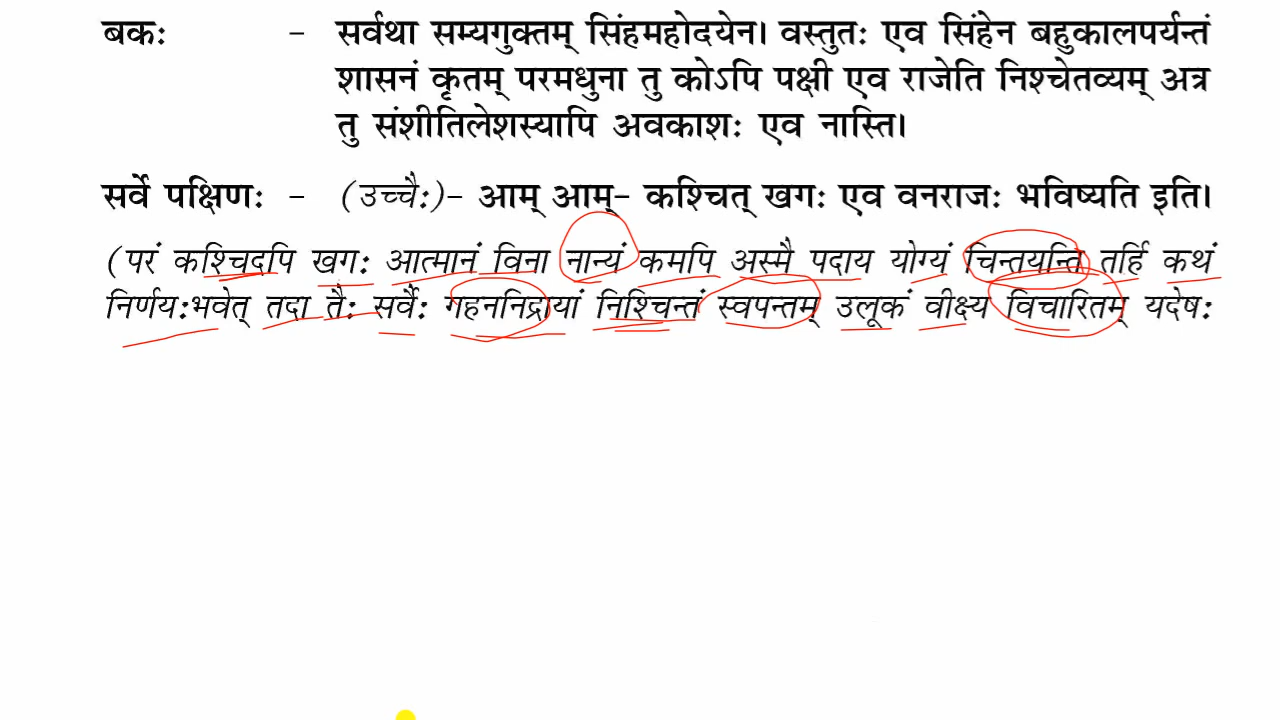 बकः - सर्वथा सम्यगुक्तम् सिंहमहोदयेन। वस्तुतः एव सिंहेन बहुकालपर्यन्तं
शासनं कृतम् परमधुना तु कोऽपि पक्षी एव राजेति निश्चेतव्यम् अत्र
तु संशीतिलेशस्यापि अवकाशः एव नास्ति।
सर्वे पक्षिणः - (उच्चैः)- आम् आम्- कश्चित् खगः एव वनराजः भविष्यति इति।
(परं कश्चिदपि खगः आत्मानं विना नान्यं कमपि अस्मै पदाय योग्यं चिन्तयन्ति तर्हि कथं
निर्णयःभवेत् तदा तैः सर्वैः गहननिद्रायां निश्चिन्तं स्वपन्तम् उलूकं वीक्ष्य विचारितम् यदेषः